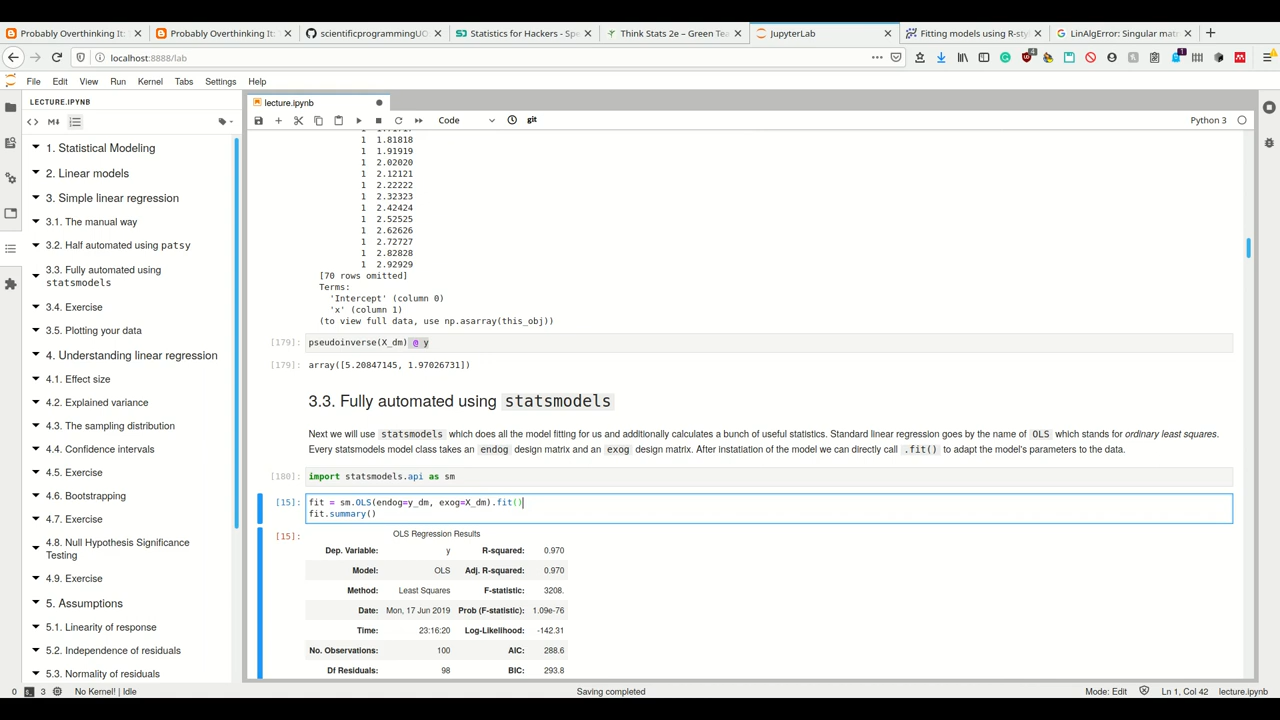 Probably Overthinking It:
Probably Overthinking It:
scientificprogrammingUO
Statistics for Hackers - Spe
Think Stats 2e – Green Tea
JupyterLab
Fitting models using R-sty
LinAlgError: Singular matr
localhost:8888/lab
File Edit View Run Kernel Tabs Settings Help
LECTURE.IPYNB
lecture.ipynb
Code
git
Python 3
1. Statistical Modeling
2. Linear models
3. Simple linear regression
3.1. The manual way
3.2. Half automated using patsy
3.3. Fully automated using
statsmodels
3.4. Exercise
3.5. Plotting your data
4. Understanding linear regression
4.1. Effect size
4.2. Explained variance
4.3. The sampling distribution
4.4. Confidence intervals
4.5. Exercise
4.6. Bootstrapping
4.7. Exercise
4.8. Null Hypothesis Significance
Testing
4.9. Exercise
5. Assumptions
5.1. Linearity of response
5.2. Independence of residuals
5.3. Normality of residuals
1 1.81818
1 1.91919
1 2.02020
1 2.12121
1 2.22222
1 2.32323
1 2.42424
1 2.52525
1 2.62626
1 2.72727
1 2.82828
1 2.92929
[70 rows omitted]
Terms:
'Intercept' (column 0)
'x' (column 1)
(to view full data, use np.asarray(this_obj))
[179]: pseudoinverse(X_dm) @ y
[179]: array([5.20847145, 1.97026731])
3.3. Fully automated using statsmodels
Next we will use statsmodels which does all the model fitting for us and additionally calculates a bunch of useful statistics. Standard linear regression goes by the name of OLS which stands for ordinary least squares.
Every statsmodels model class takes an endog design matrix and an exog design matrix. After instatiation of the model we can directly call .fit() to adapt the model's parameters to the data.
[180]: import statsmodels.api as sm
[15]: fit = sm.OLS(endog=y_dm, exog=X_dm).fit()
fit.summary()
[15]: OLS Regression Results
Dep. Variable: y R-squared: 0.970
Model: OLS Adj. R-squared: 0.970
Method: Least Squares F-statistic: 3208.
Date: Mon, 17 Jun 2019 Prob (F-statistic): 1.09e-76
Time: 23:16:20 Log-Likelihood: -142.31
No. Observations: 100 AIC: 288.6
Df Residuals: 98 BIC: 293.8
0 3 No Kernel! | Idle
Saving completed
Mode: Edit Ln 1, Col 42 lecture.ipynb